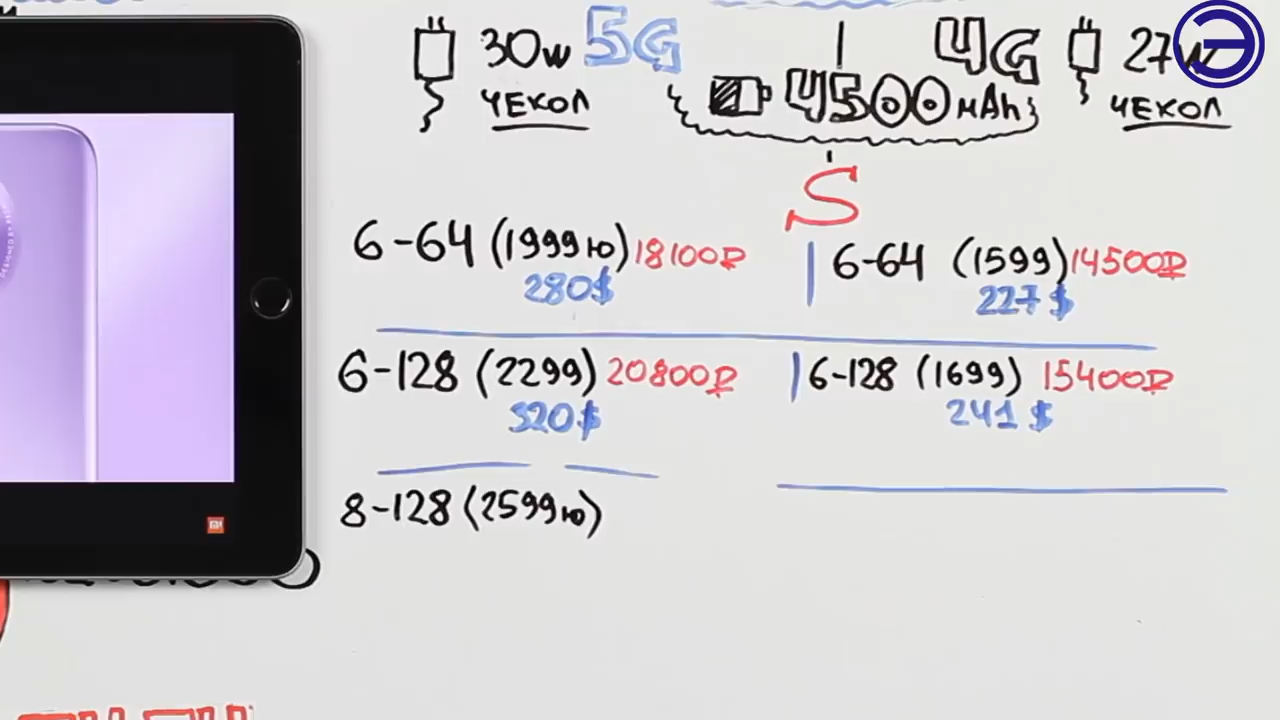 30W 5G
ЧЕХОЛ
4500 мAh
4G 27W
ЧЕХОЛ
Э
S
6-64 (1999ю) 18100₽
280$
6-64 (1599) 14500₽
227$
6-128 (2299) 20800₽
320$
6-128 (1699) 15400₽
241$
8-128 (2599ю)